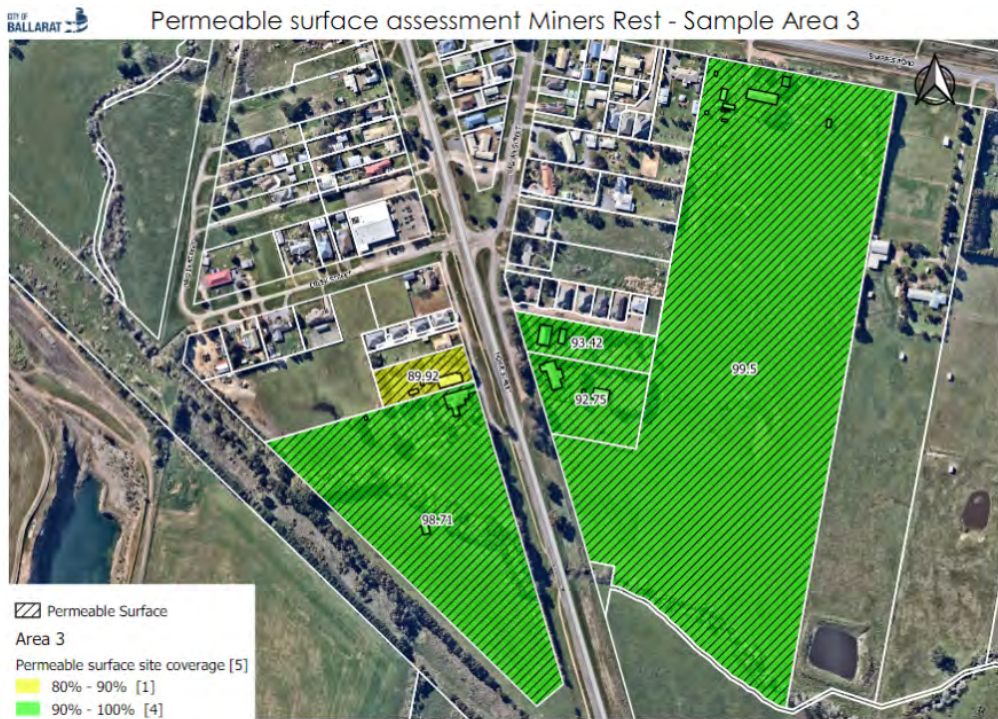 CITY OF
BALLARAT
Permeable surface assessment Miners Rest - Sample Area 3
93.42
89.92
99.5
92.75
98.71
Permeable Surface
Area 3
Permeable surface site coverage [5]
80% - 90% [1]
90% - 100% [4]